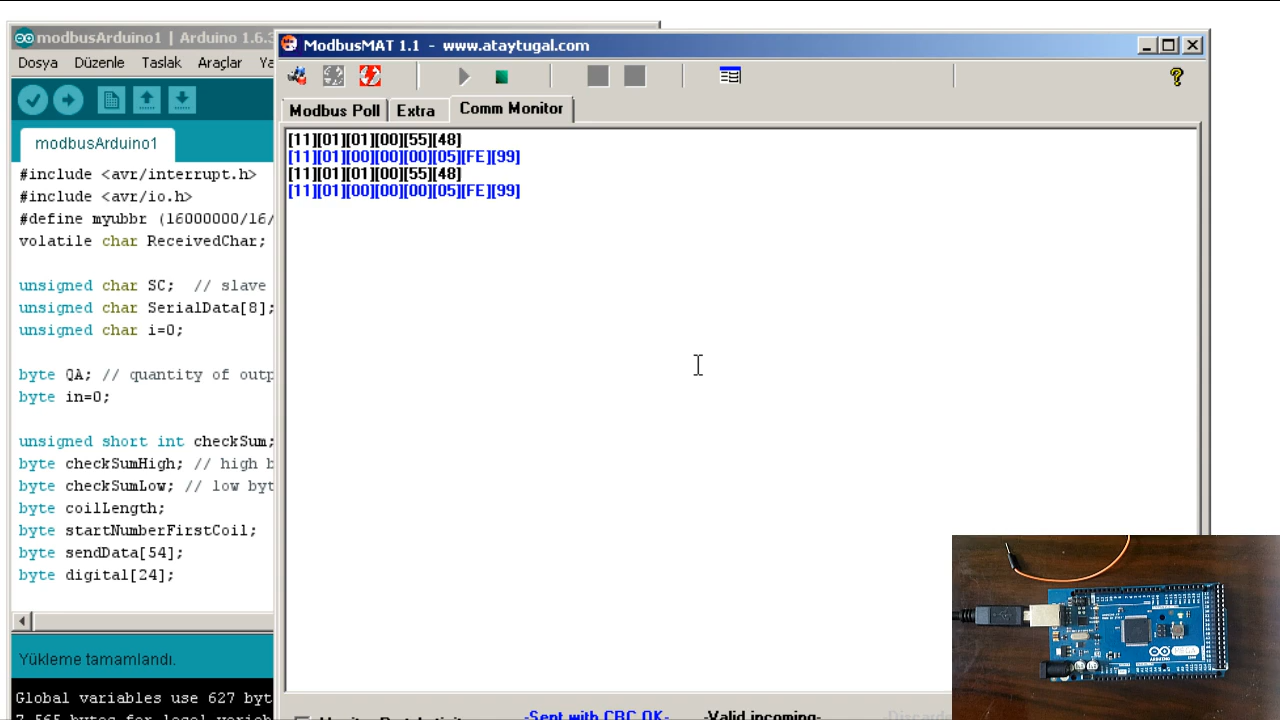 modbusArduino1 | Arduino 1.6.3
Dosya Düzenle Taslak Araçlar
modbusArduino1
#include <avr/interrupt.h>
#include <avr/io.h>
#define myubbr (16000000/16/
volatile char ReceivedChar;
unsigned char SC; // slave
unsigned char SerialData[8];
unsigned char i=0;
byte QA; // quantity of outp
byte in=0;
unsigned short int checkSum;
byte checkSumHigh; // high b
byte checkSumLow; // low byt
byte coilLength;
byte startNumberFirstCoil;
byte sendData[54];
byte digital[24];
Yükleme tamamlandı.
Global variables use 627 byt
ModbusMAT 1.1 - www.ataytugal.com
Modbus Poll Extra Comm Monitor
[11][01][01][00][55][48]
[11][01][00][00][00][05][FE][99]
[11][01][01][00][55][48]
[11][01][00][00][00][05][FE][99]
-Sent with CRC OK- -Valid incoming-